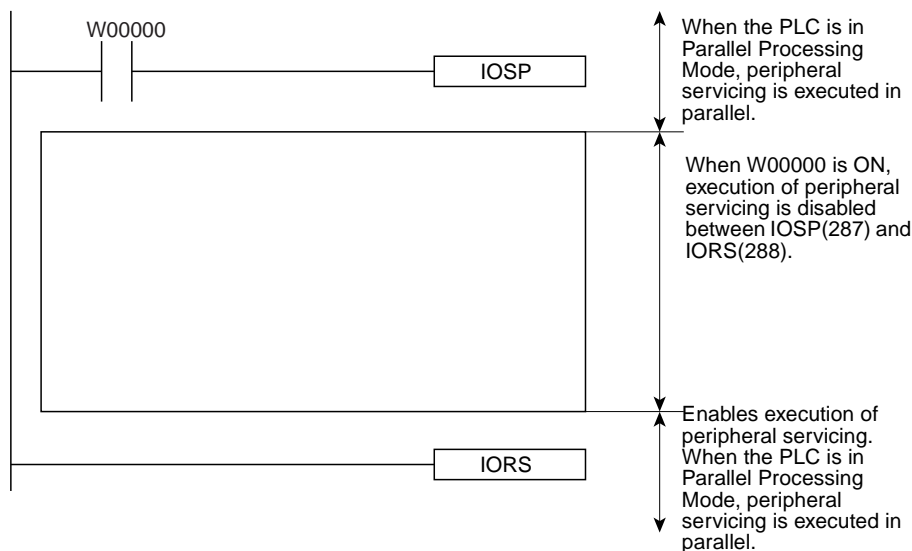 W00000
IOSP
When the PLC is in
Parallel Processing
Mode, peripheral
servicing is executed in
parallel.
When W00000 is ON,
execution of peripheral
servicing is disabled
between IOSP(287) and
IORS(288).
IORS
Enables execution of
peripheral servicing.
When the PLC is in
Parallel Processing
Mode, peripheral
servicing is executed in
parallel.